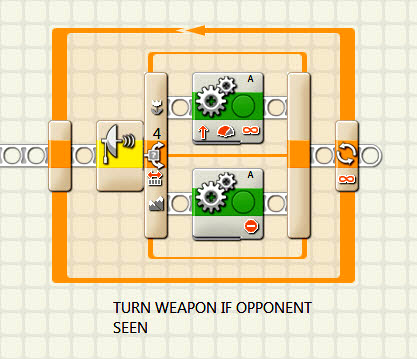 A
4
A
TURN WEAPON IF OPPONENT
SEEN